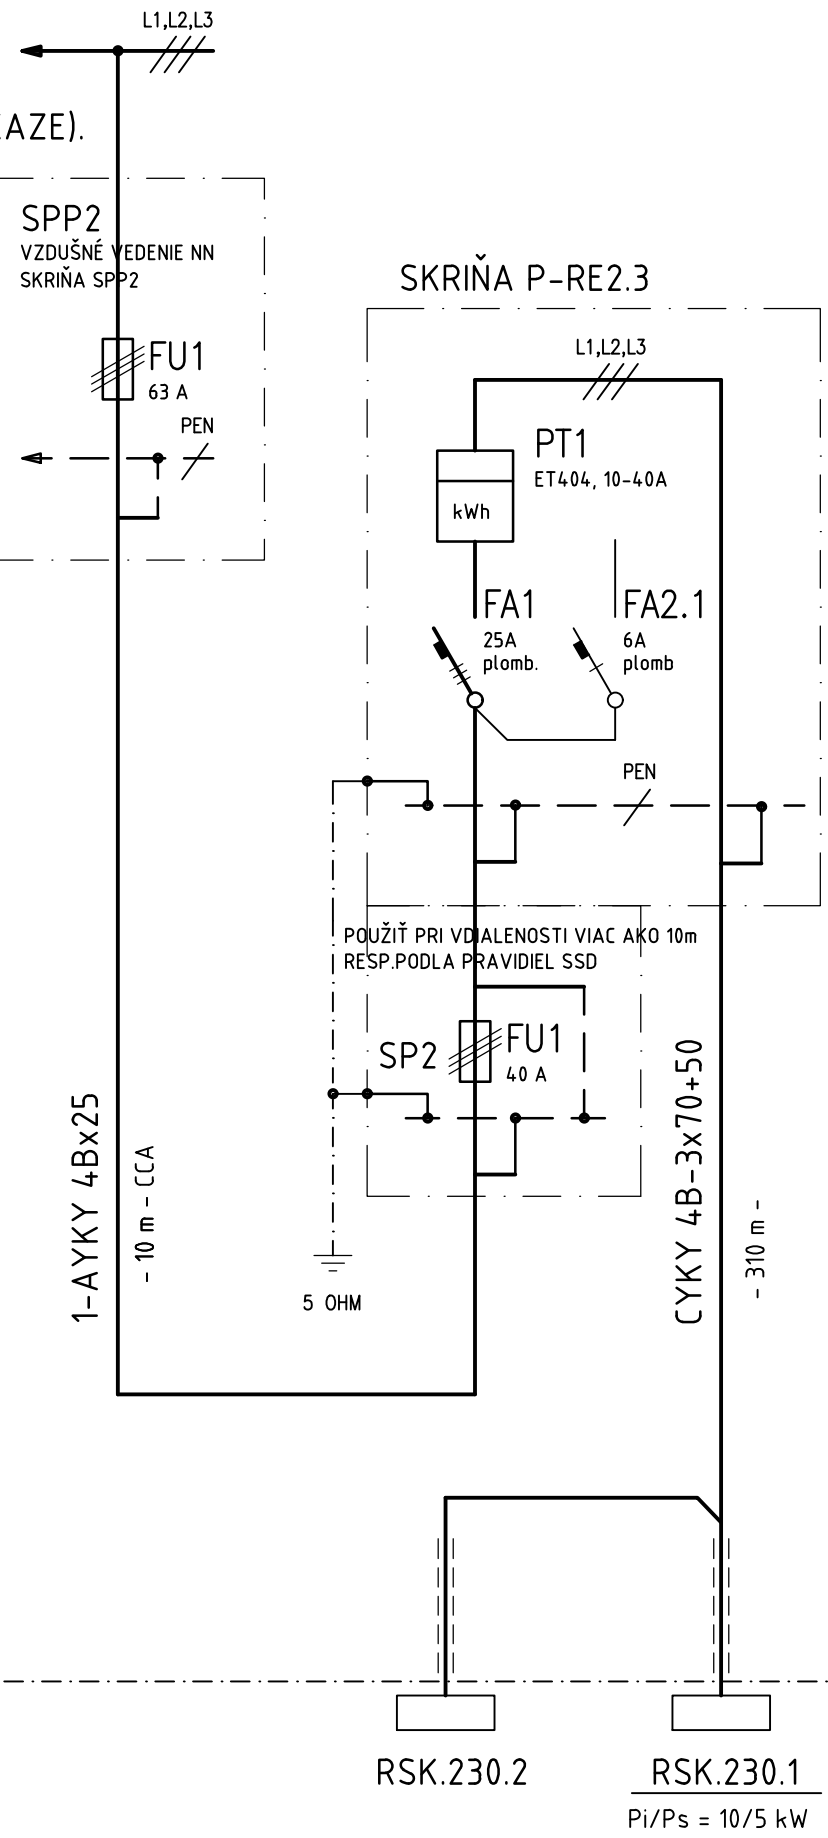 L1,L2,L3
AZE).
SPP2
VZDUŠNÉ VEDENIE NN
SKRIŇA SPP2
FU1
63 A
PEN
SKRIŇA P-RE2.3
L1,L2,L3
PT1
ET404, 10-40A
kWh
FA1
25A
plomb.
FA2.1
6A
plomb
PEN
POUŽIŤ PRI VDIALENOSTI VIAC AKO 10m
RESP.PODLA PRAVIDIEL SSD
SP2
FU1
40 A
1-AYKY 4Bx25
- 10 m - CCA
5 OHM
CYKY 4B-3x70+50
- 310 m -
RSK.230.2
RSK.230.1
Pi/Ps = 10/5 kW